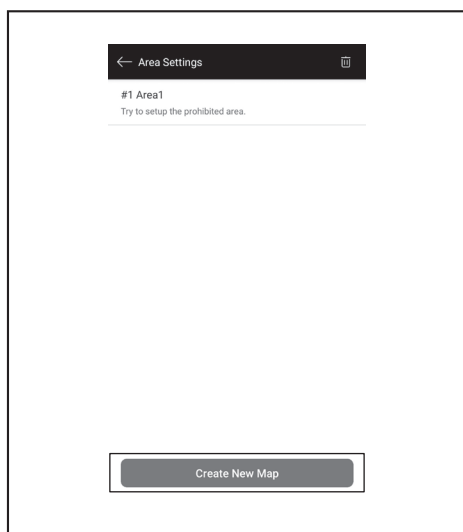 Area Settings
#1 Area1
Try to setup the prohibited area.
Create New Map